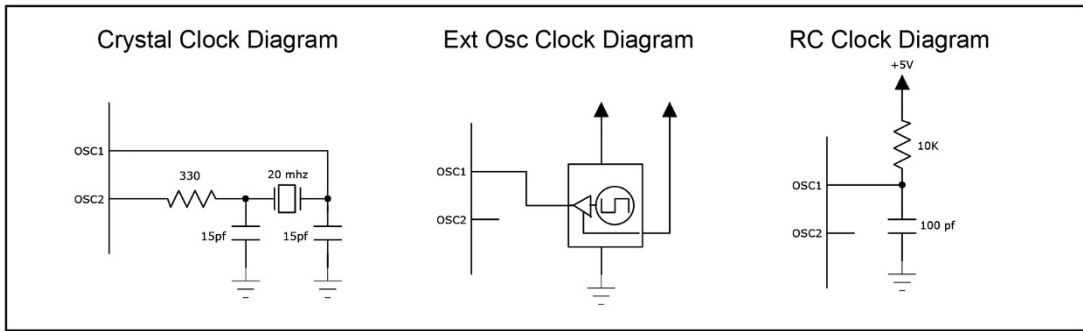 Crystal Clock Diagram
OSC1
330
20 mhz
OSC2
15pf
15pf
Ext Osc Clock Diagram
OSC1
OSC2
RC Clock Diagram
+5V
10K
OSC1
100 pf
OSC2